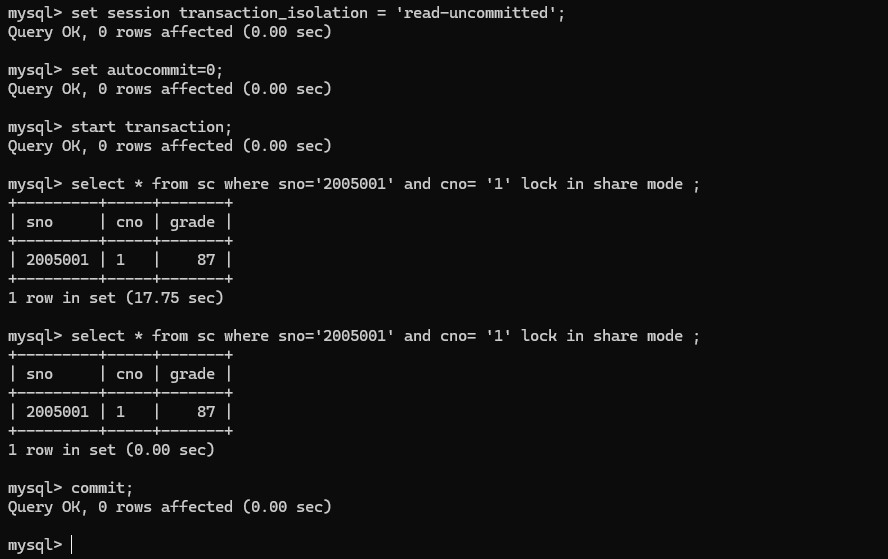 mysql> set session transaction_isolation = 'read-uncommitted';
Query OK, 0 rows affected (0.00 sec)

mysql> set autocommit=0;
Query OK, 0 rows affected (0.00 sec)

mysql> start transaction;
Query OK, 0 rows affected (0.00 sec)

mysql> select * from sc where sno='2005001' and cno= '1' lock in share mode ;
+---------+-----+-------+
| sno     | cno | grade |
+---------+-----+-------+
| 2005001 | 1   |    87 |
+---------+-----+-------+
1 row in set (17.75 sec)

mysql> select * from sc where sno='2005001' and cno= '1' lock in share mode ;
+---------+-----+-------+
| sno     | cno | grade |
+---------+-----+-------+
| 2005001 | 1   |    87 |
+---------+-----+-------+
1 row in set (0.00 sec)

mysql> commit;
Query OK, 0 rows affected (0.00 sec)

mysql>